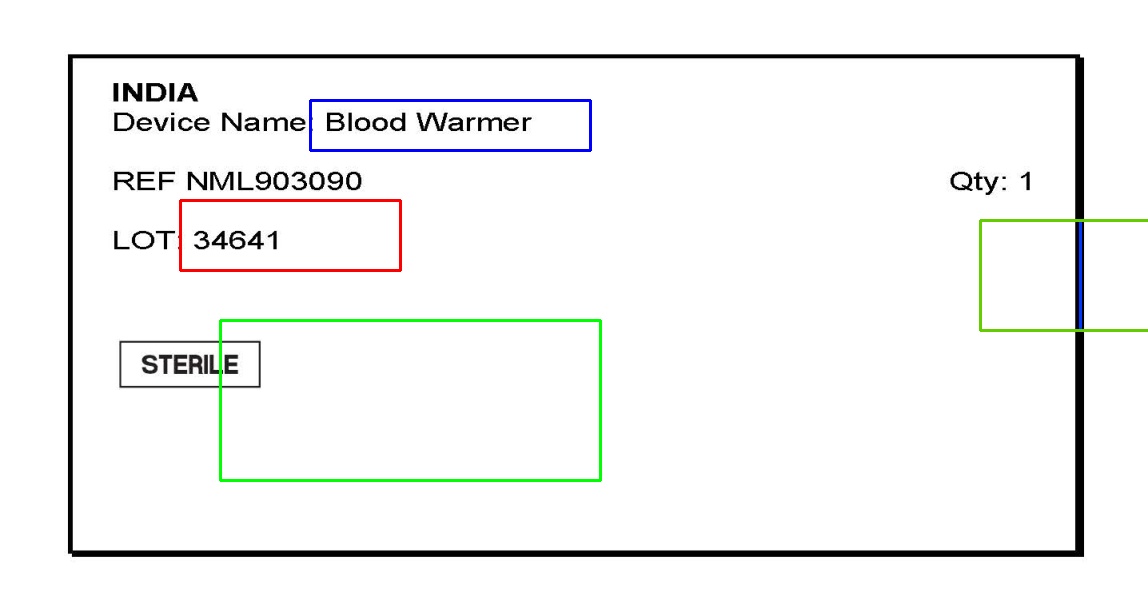 INDIA
Device Name: Blood Warmer
REF NML903090
Qty: 1
LOT: 34641
STERILE